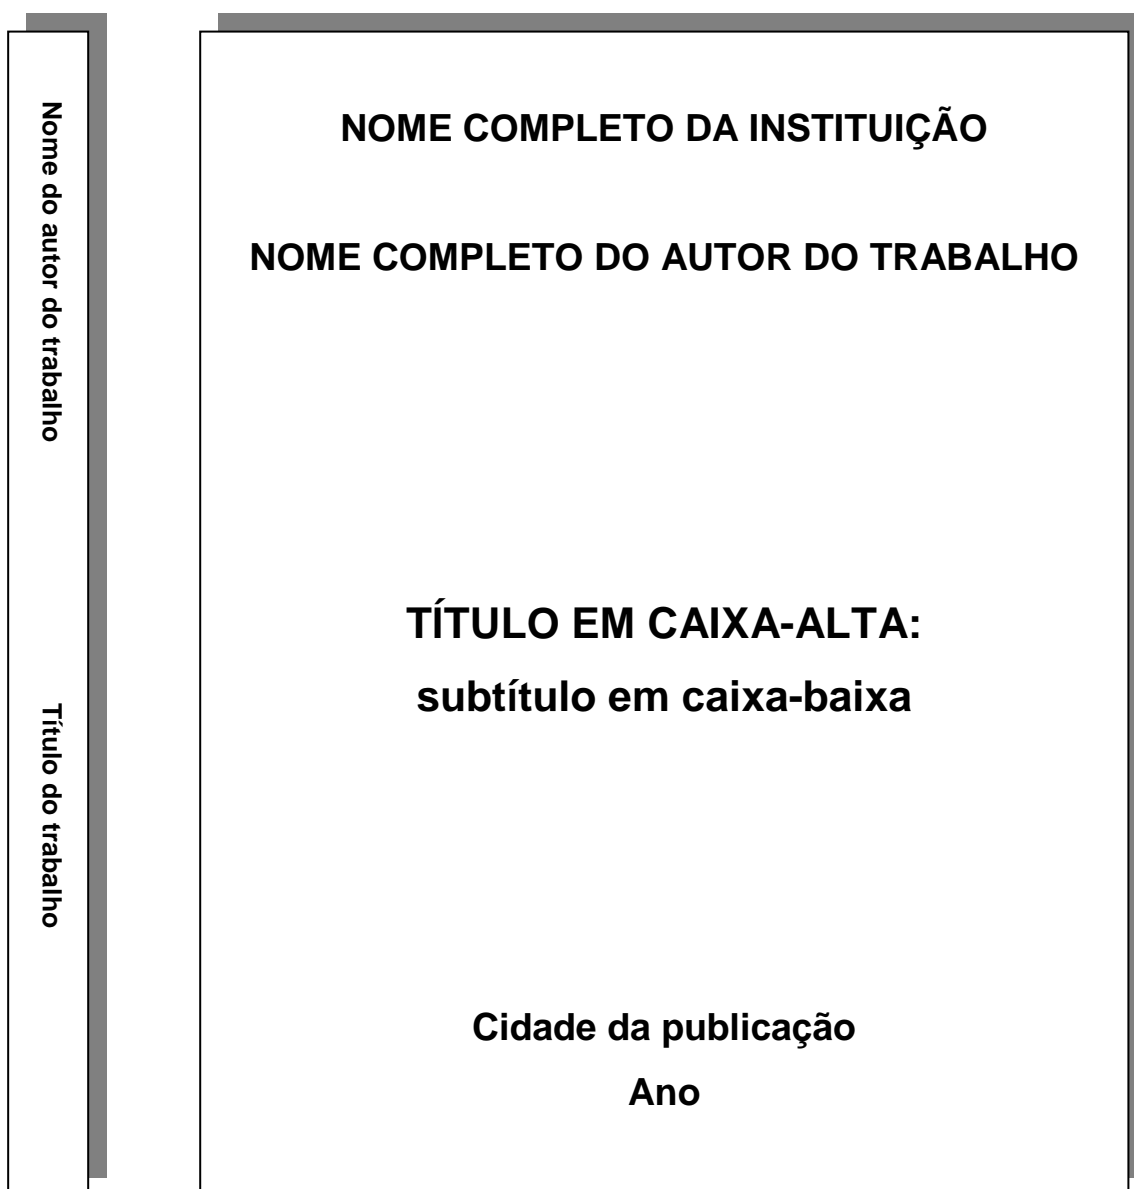 Nome do autor do trabalho
Título do trabalho
NOME COMPLETO DA INSTITUIÇÃO
NOME COMPLETO DO AUTOR DO TRABALHO
TÍTULO EM CAIXA-ALTA:
subtítulo em caixa-baixa
Cidade da publicação
Ano